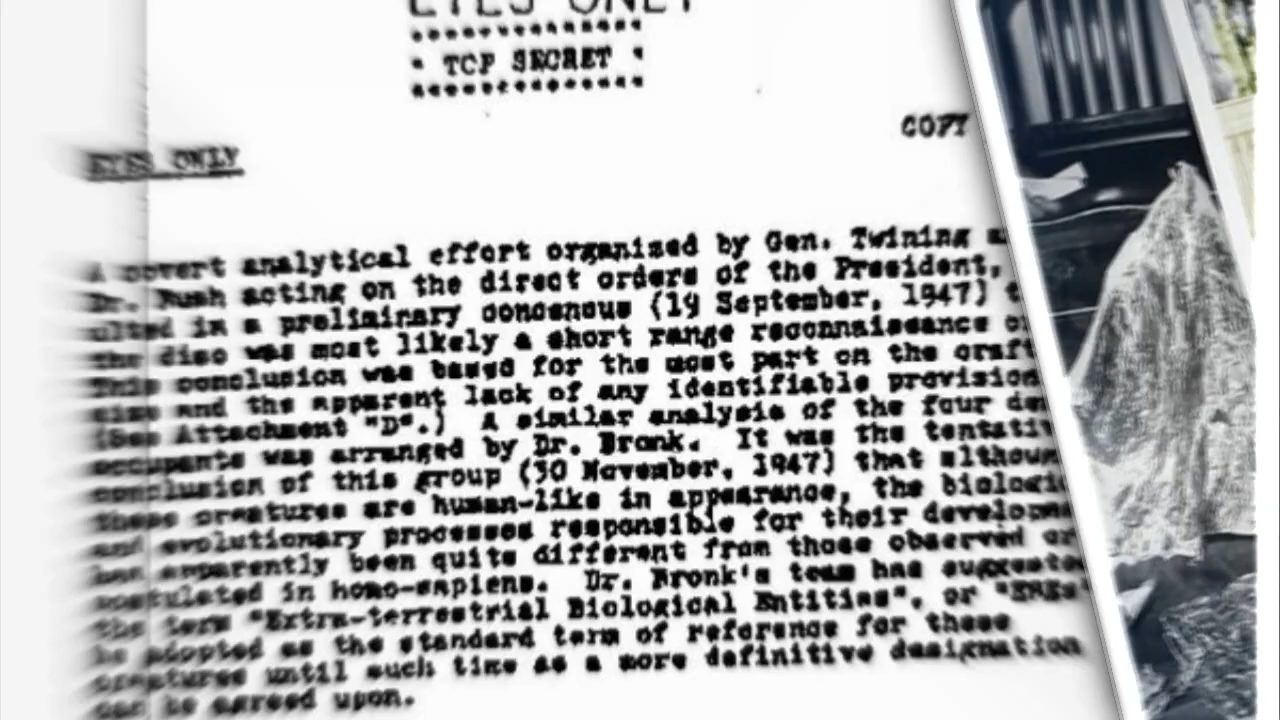 EYES ONLY
* TOP SECRET *
EYES ONLY
COPY
A covert analytical effort organized by Gen. Twining
Dr. Bush acting on the direct orders of the President,
ulted in a preliminary concensus (19 September, 1947)
the disc was most likely a short range reconnaissance
This conclusion was based for the most part on the craft
size and the apparent lack of any identifiable provision
(See Attachment "D".) A similar analysis of the four
occupants was arranged by Dr. Bronk. It was the tentativ
conclusion of this group (30 November, 1947) that althoug
these creatures are human-like in appearance, the biologic
and evolutionary processes responsible for their developm
has apparently been quite different from those observed or
postulated in homo-sapiens. Dr. Bronk's team has suggested
the term "Extra-terrestrial Biological Entities", or "EBEs"
be adopted as the standard term of reference for these
creatures until such time as a more definitive designation
can be agreed upon.